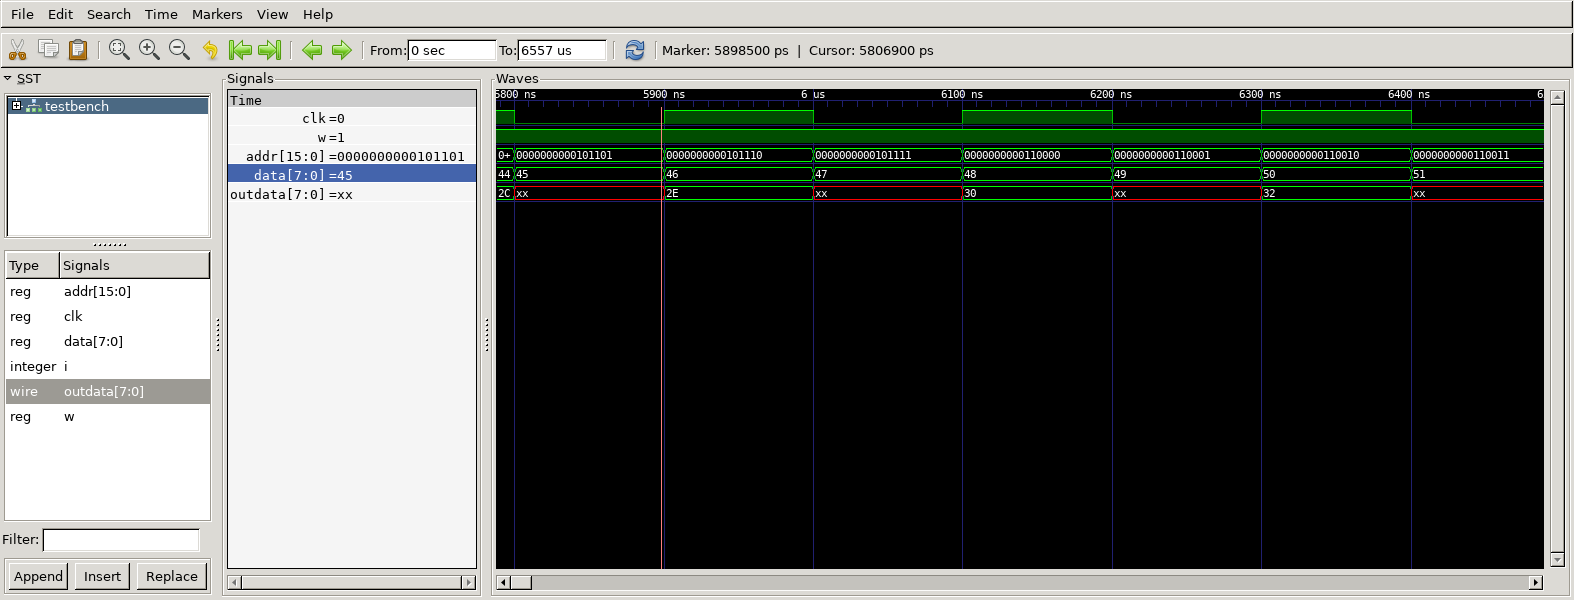 File Edit Search Time Markers View Help
From: 0 sec To: 6557 us Marker: 5898500 ps | Cursor: 5806900 ps
SST
testbench
Type Signals
reg addr[15:0]
reg clk
reg data[7:0]
integer i
wire outdata[7:0]
reg w
Filter:
Append Insert Replace
Signals
Time
clk=0
w=1
addr[15:0]=0000000000101101
data[7:0]=45
outdata[7:0]=xx
Waves
5800 ns 5900 ns 6 us 6100 ns 6200 ns 6300 ns 6400 ns 6
0+ 0000000000101101 0000000000101110 0000000000101111 0000000000110000 0000000000110001 0000000000110010 0000000000110011
44 45 46 47 48 49 50 51
2C xx 2E xx 30 xx 32 xx